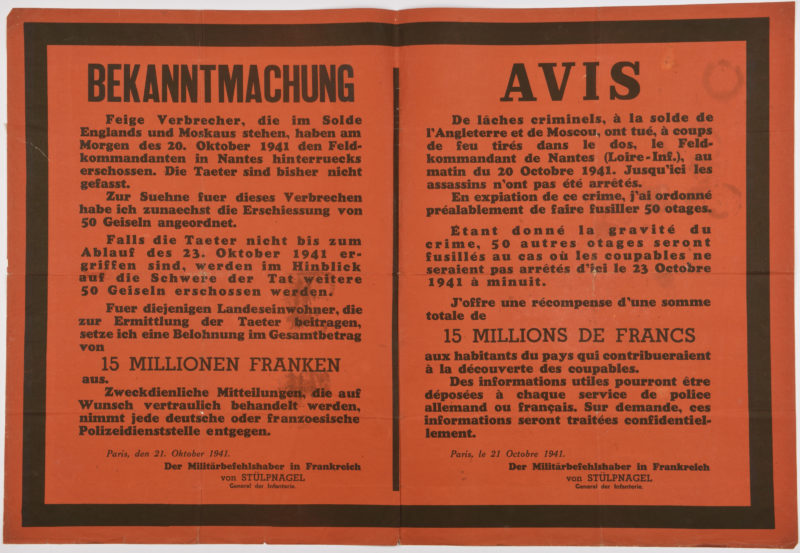 BEKANNTMACHUNG
Feige Verbrecher, die im Solde
Englands und Moskaus stehen, haben am
Morgen des 20. Oktober 1941 den Feld-
kommandanten in Nantes hinterruecks
erschossen. Die Taeter sind bisher nicht
gefasst.
Zur Suehne fuer dieses Verbrechen
habe ich zunaechst die Erschiessung von
50 Geiseln angeordnet.
Falls die Taeter nicht bis zum
Ablauf des 23. Oktober 1941 er-
griffen sind, werden im Hinblick
auf die Schwere der Tat weitere
50 Geiseln erschossen werden.
Fuer diejenigen Landeseinwohner, die
zur Ermittlung der Taeter beitragen,
setze ich eine Belohnung im Gesamtbetrag
von
15 MILLIONEN FRANKEN
aus.
Zweckdienliche Mitteilungen, die auf
Wunsch vertraulich behandelt werden,
nimmt jede deutsche oder franzoesische
Polizeidienststelle entgegen.
Paris, den 21. Oktober 1941.
Der Militärbefehlshaber in Frankreich
von STÜLPNAGEL
General der Infanterie.
AVIS
De lâches criminels, à la solde de
l'Angleterre et de Moscou, ont tué, à coups
de feu tirés dans le dos, le Feld-
kommandant de Nantes (Loire-Inf.), au
matin du 20 Octobre 1941. Jusqu'ici les
assassins n'ont pas été arrêtés.
En expiation de ce crime, j'ai ordonné
préalablement de faire fusiller 50 otages.
Étant donné la gravité du
crime, 50 autres otages seront
fusillés au cas où les coupables ne
seraient pas arrêtés d'ici le 23 Octobre
1941 à minuit.
J'offre une récompense d'une somme
totale de
15 MILLIONS DE FRANCS
aux habitants du pays qui contribueraient
à la découverte des coupables.
Des informations utiles pourront être
déposées à chaque service de police
allemand ou français. Sur demande, ces
informations seront traitées confidentiel-
lement.
Paris, le 21 Octobre 1941.
Der Militärbefehlshaber in Frankreich
von STÜLPNAGEL
General der Infanterie.